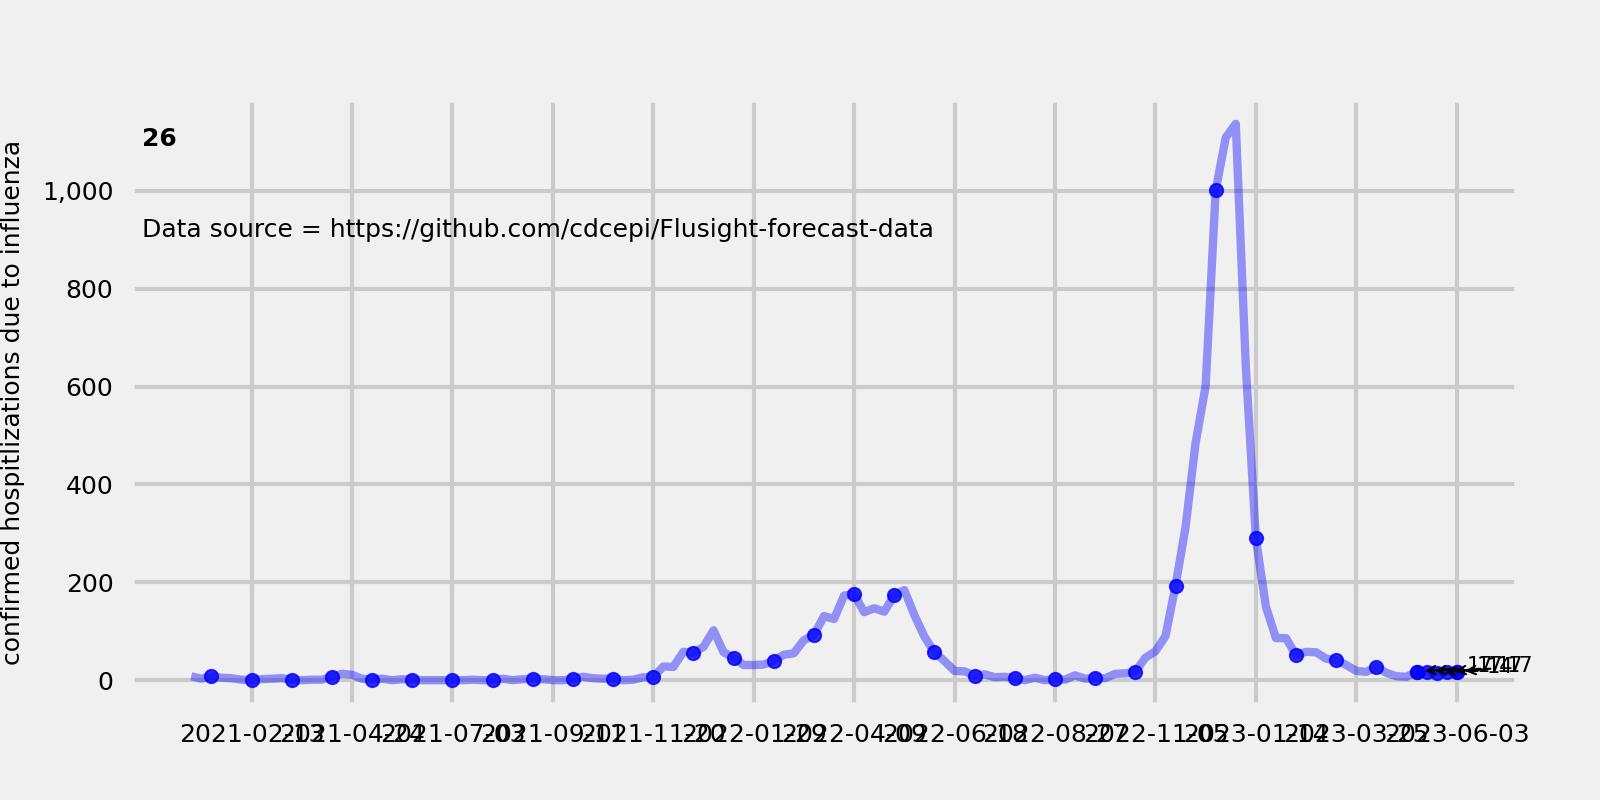 26
1,000
Data source = https://github.com/cdcepi/Flusight-forecast-data
800
600
400
200
0
confirmed hospitlizations due to influenza
2021-02-13 2021-04-24 2021-07-03 2021-09-11 2021-11-20 2022-01-29 2022-04-09 2022-06-18 2022-08-27 2022-11-05 2023-01-14 2023-03-25 2023-06-03